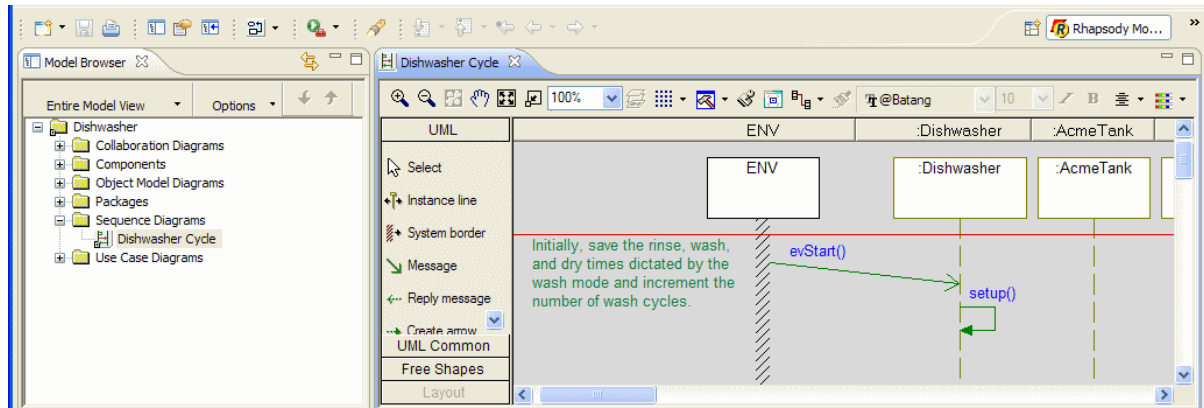 Rhapsody Mo...
»
Model Browser
Dishwasher Cycle
Entire Model View
Options
100%
@Batang
10
I
B
Dishwasher
Collaboration Diagrams
Components
Object Model Diagrams
Packages
Sequence Diagrams
Dishwasher Cycle
Use Case Diagrams
UML
Select
Instance line
System border
Message
Reply message
Create arrow
UML Common
Free Shapes
Layout
ENV
:Dishwasher
:AcmeTank
ENV
:Dishwasher
:AcmeTank
Initially, save the rinse, wash,
and dry times dictated by the
wash mode and increment the
number of wash cycles.
evStart()
setup()